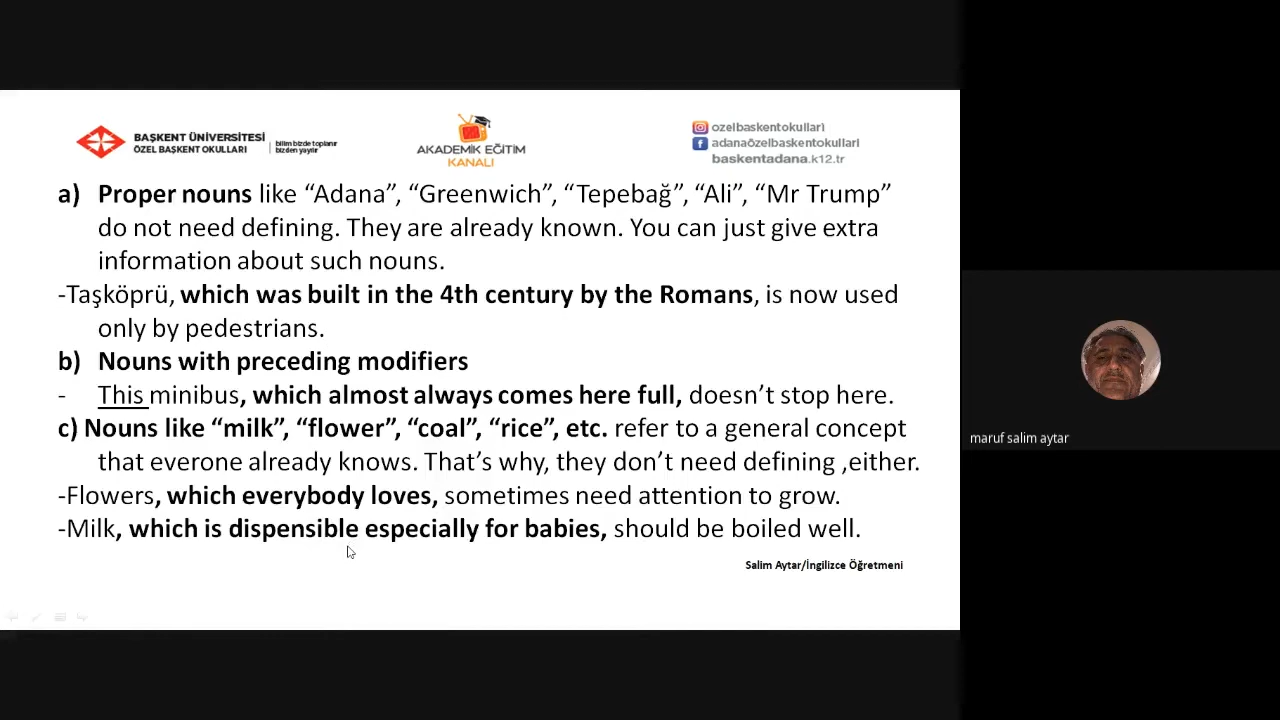 BAŞKENT ÜNİVERSİTESİ
ÖZEL BAŞKENT OKULLARI
bilim bizde toplanır
bizden yayılır
AKADEMİK EĞİTİM
KANALI
ozelbaskentokullari
adanaözelbaskentokullari
baskentadana.k12.tr
a) Proper nouns like “Adana”, “Greenwich”, “Tepebağ”, “Ali”, “Mr Trump”
do not need defining. They are already known. You can just give extra
information about such nouns.
-Taşköprü, which was built in the 4th century by the Romans, is now used
only by pedestrians.
b) Nouns with preceding modifiers
- This minibus, which almost always comes here full, doesn’t stop here.
c) Nouns like “milk”, “flower”, “coal”, “rice”, etc. refer to a general concept
that everone already knows. That’s why, they don’t need defining ,either.
-Flowers, which everybody loves, sometimes need attention to grow.
-Milk, which is dispensible especially for babies, should be boiled well.
Salim Aytar/İngilizce Öğretmeni
maruf salim aytar